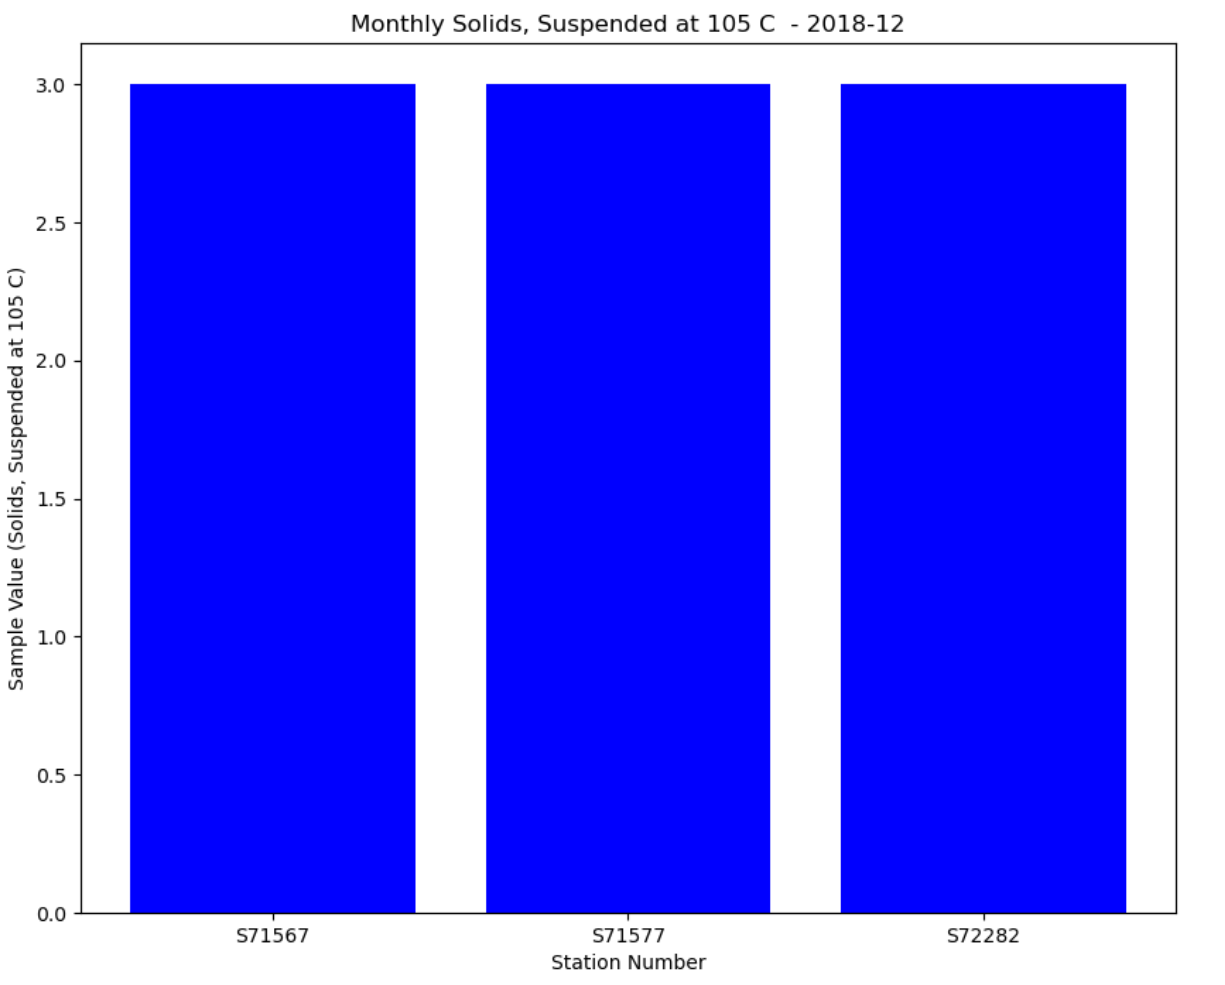 Monthly Solids, Suspended at 105 C  - 2018-12
Sample Value (Solids, Suspended at 105 C)
3.0
2.5
2.0
1.5
1.0
0.5
0.0
S71567
S71577
S72282
Station Number